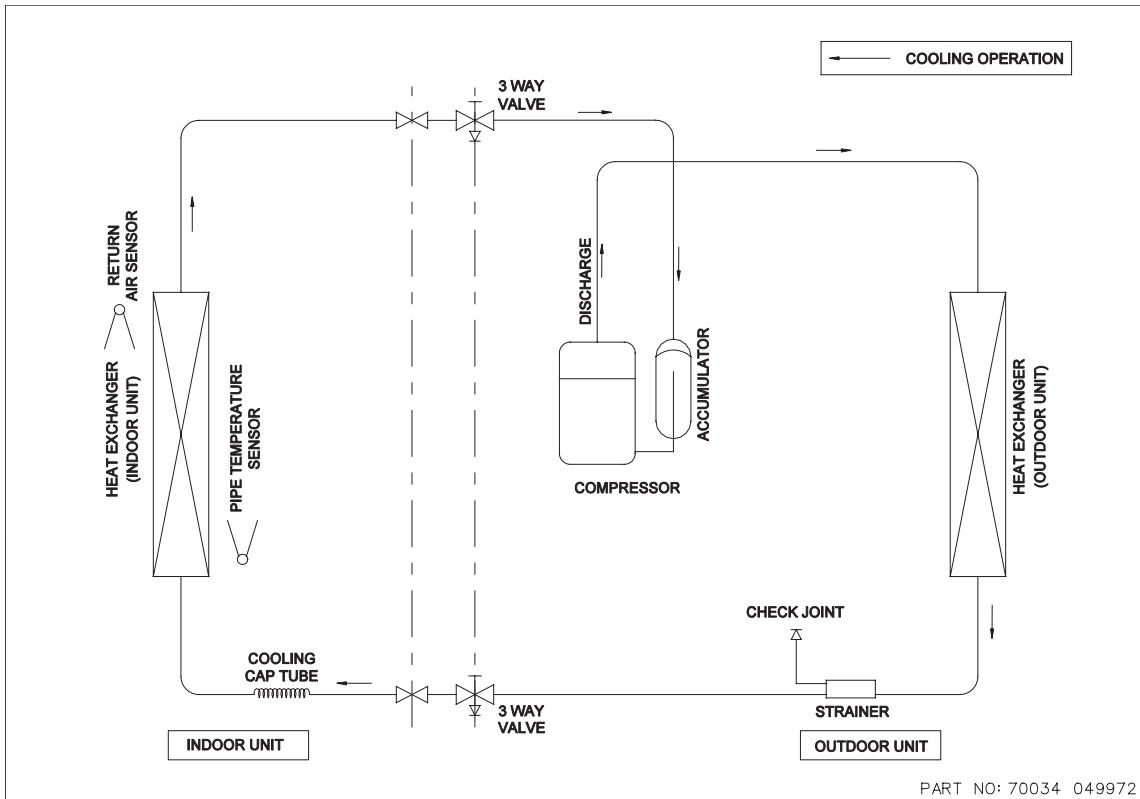 COOLING OPERATION
3 WAY
VALVE
RETURN
AIR SENSOR
DISCHARGE
HEAT EXCHANGER
(INDOOR UNIT)
PIPE TEMPERATURE
SENSOR
ACCUMULATOR
COMPRESSOR
HEAT EXCHANGER
(OUTDOOR UNIT)
CHECK JOINT
COOLING
CAP TUBE
3 WAY
VALVE
STRAINER
INDOOR UNIT
OUTDOOR UNIT
PART NO: 70034 049972